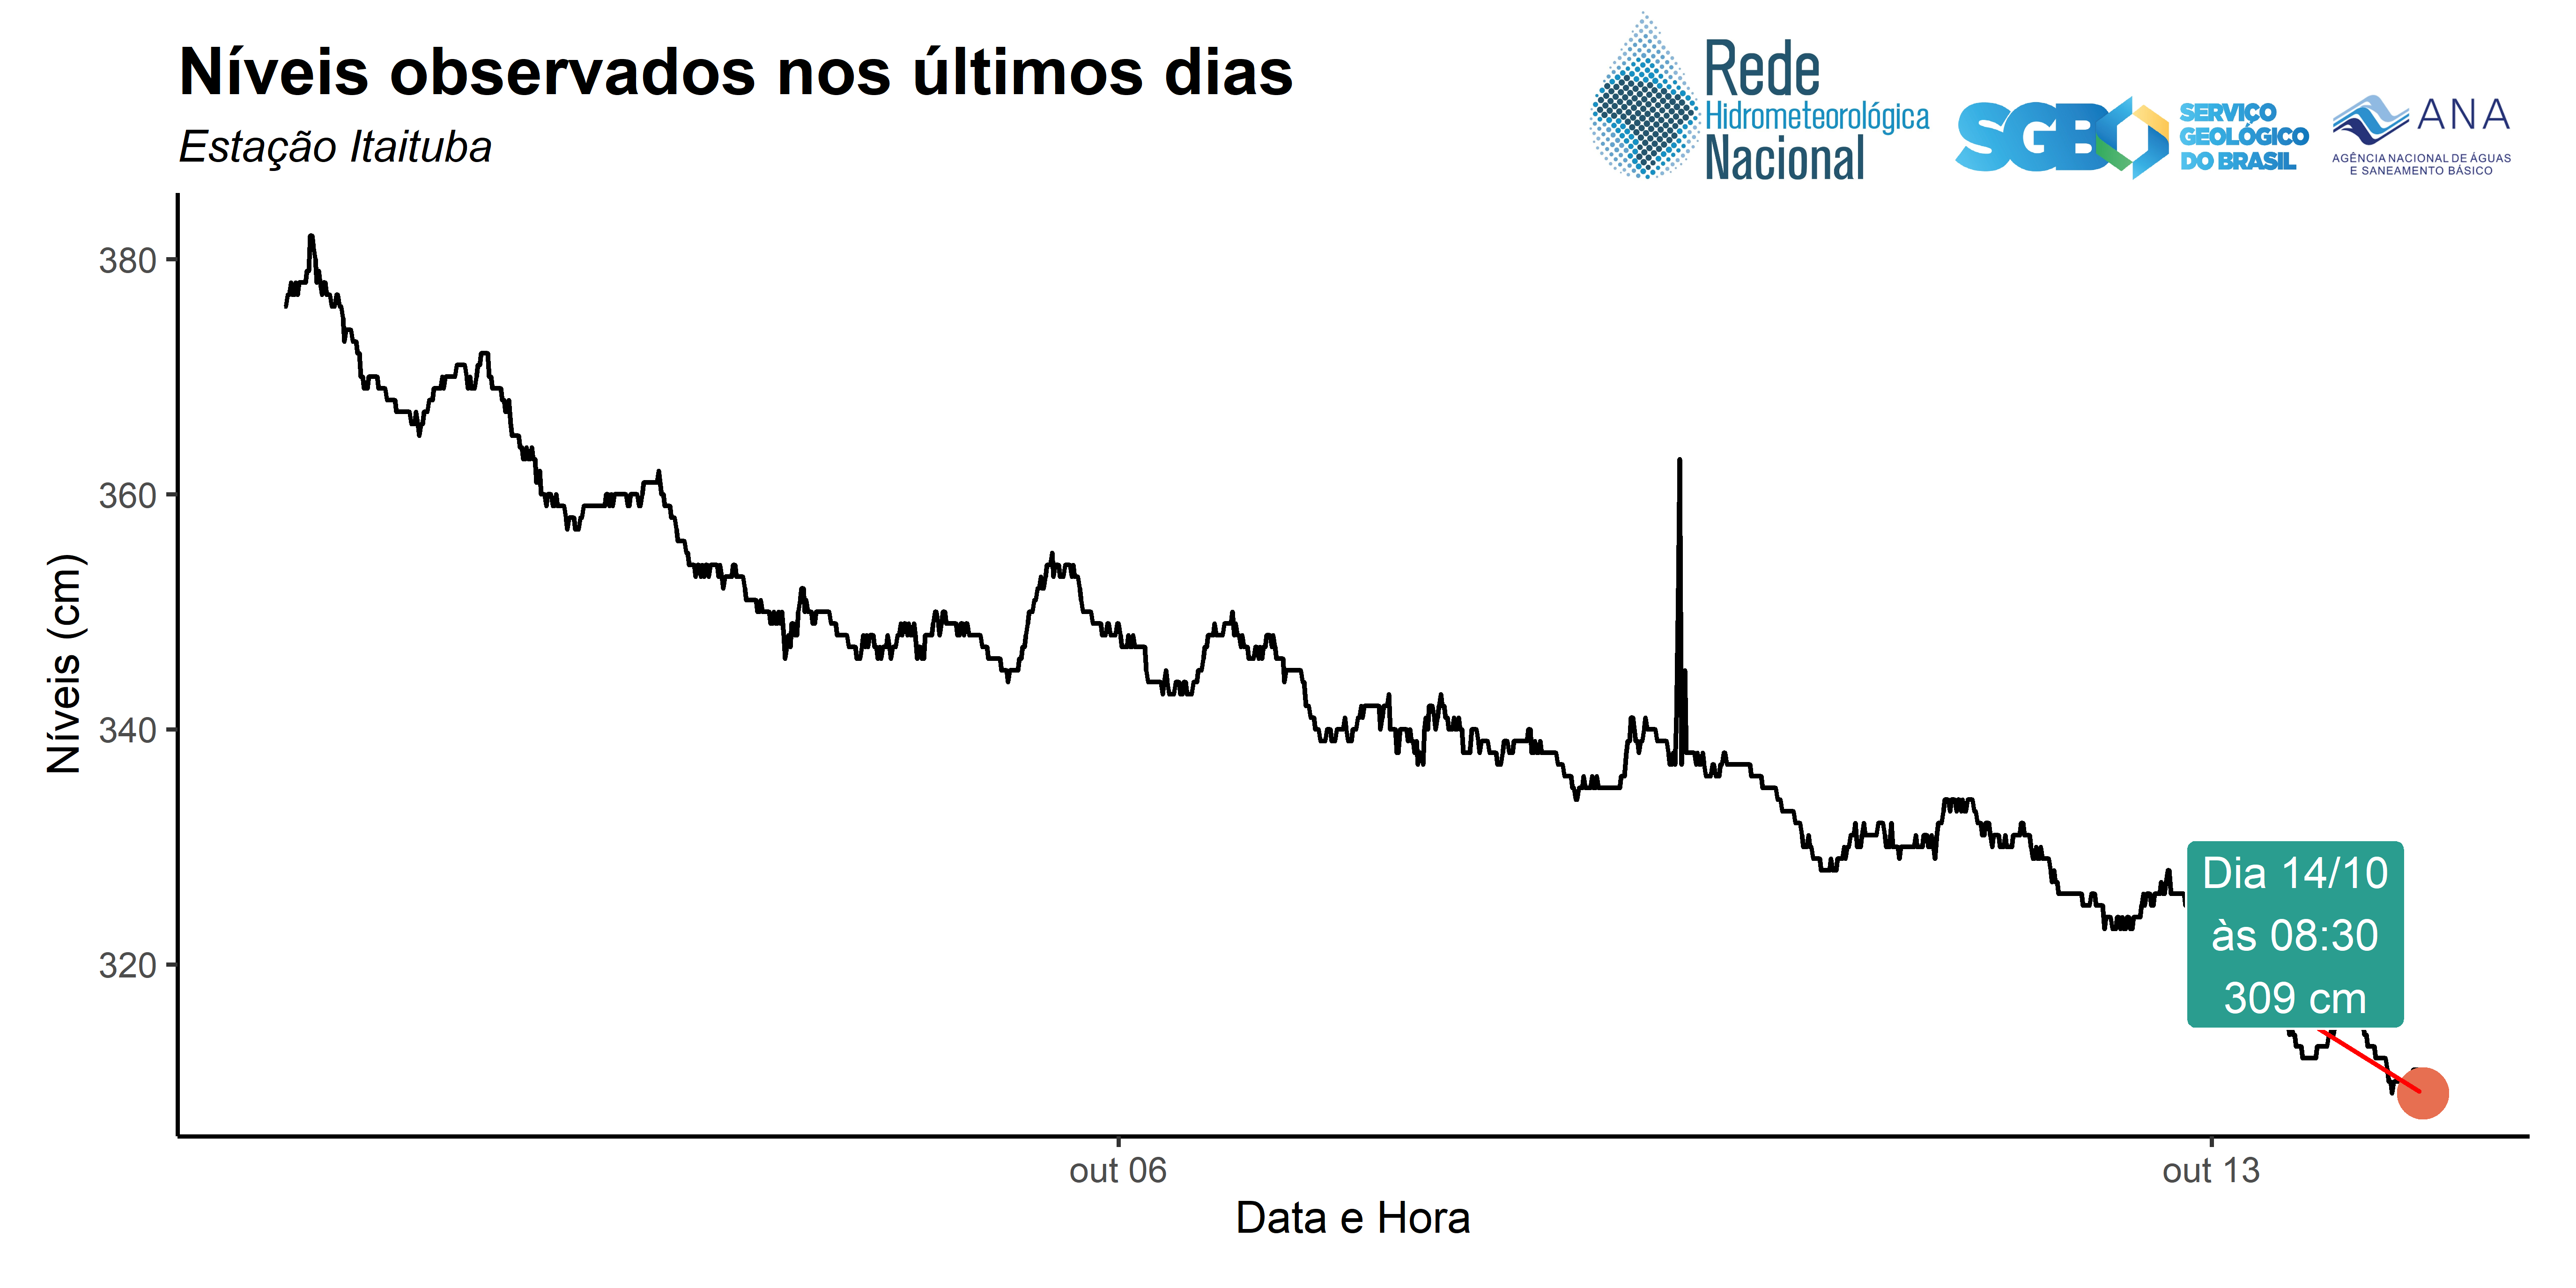 Níveis observados nos últimos dias
Estação Itaituba
Rede
Hidrometeorológica
Nacional
SGB
SERVIÇO
GEOLÓGICO
DO BRASIL
ANA
AGÊNCIA NACIONAL DE ÁGUAS
E SANEAMENTO BÁSICO
Níveis (cm)
380
360
340
320
Dia 14/10
às 08:30
309 cm
out 06
out 13
Data e Hora